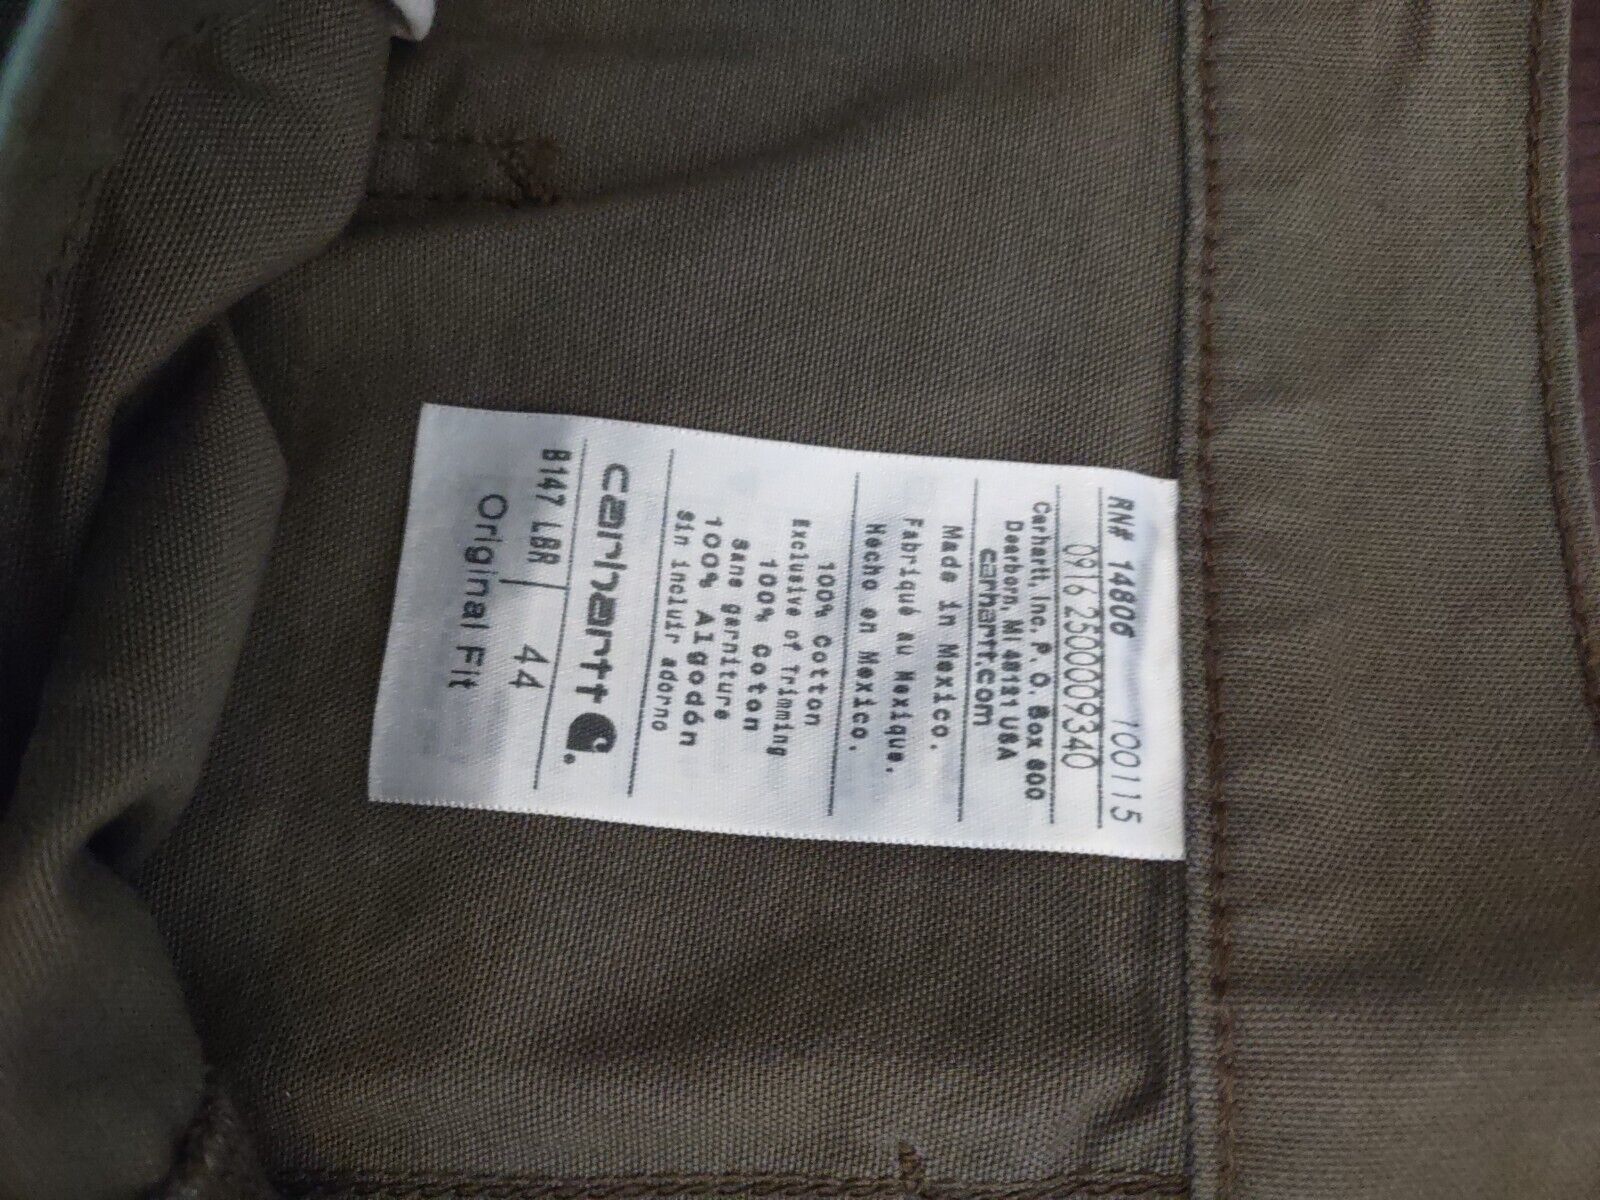 RN# 14806 100115
0916 2500009340
Carhartt, Inc, P.O. Box 600
Dearborn, MI 48121 USA
carhartt.com
Made in Mexico.
Fabriqué au Mexique.
Hecho en Mexico.
100% Cotton
Exclusive of Trimming
100% Coton
Sans garniture
100% Algodón
Sin incluir adorno
carhartt
B147 LBR 44
Original Fit